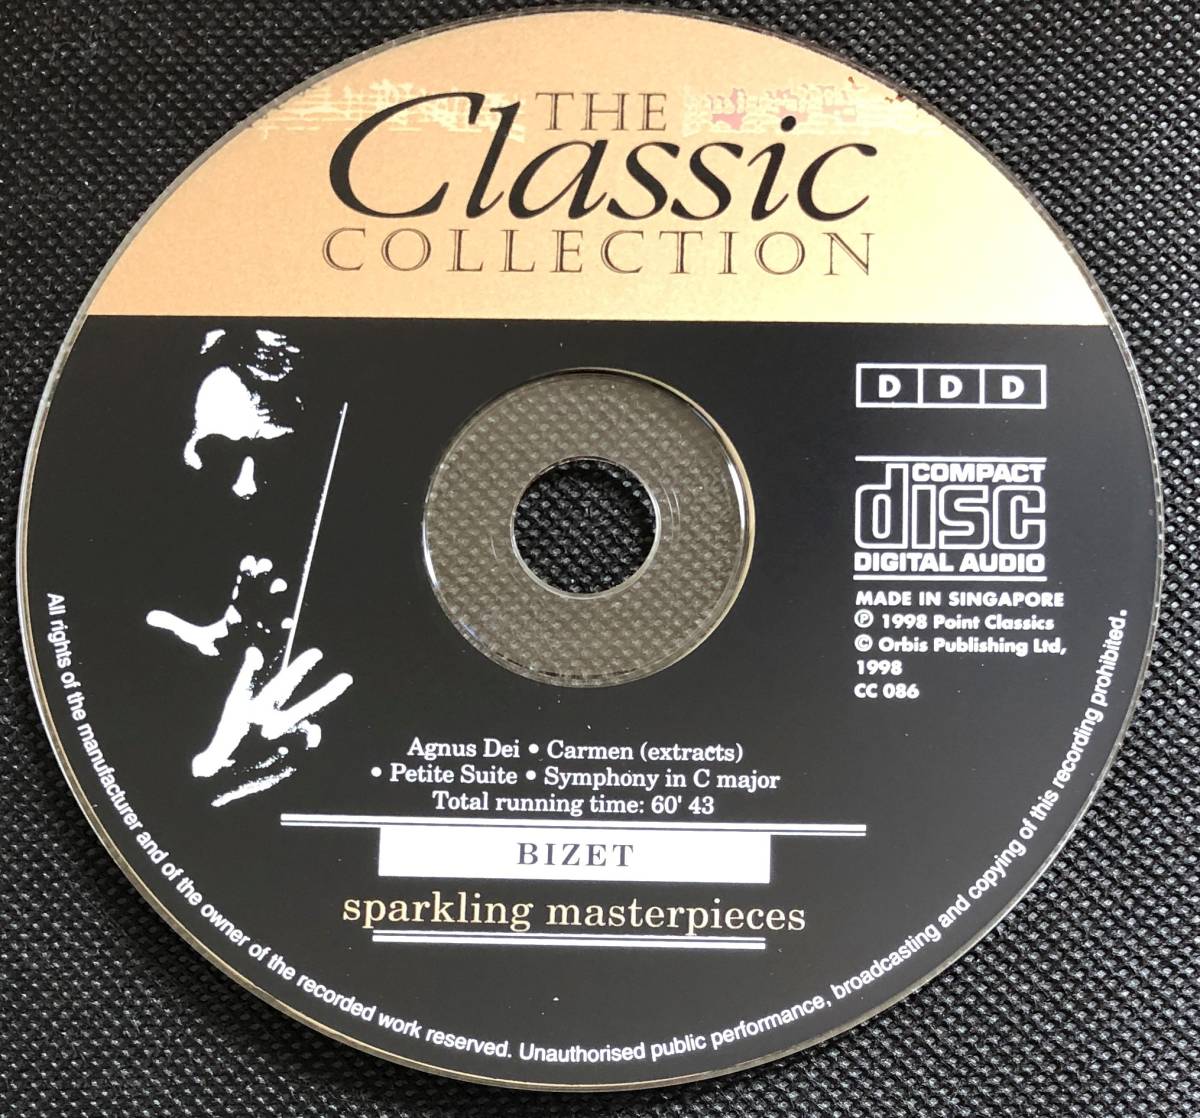 THE
Classic
COLLECTION
D D D
COMPACT
disc
DIGITAL AUDIO
MADE IN SINGAPORE
℗ 1998 Point Classics
© Orbis Publishing Ltd,
1998
CC 086
Agnus Dei • Carmen (extracts)
• Petite Suite • Symphony in C major
Total running time: 60' 43
BIZET
sparkling masterpieces
All rights of the manufacturer and of the owner of the recorded work reserved. Unauthorised public performance, broadcasting and copying of this recording prohibited.